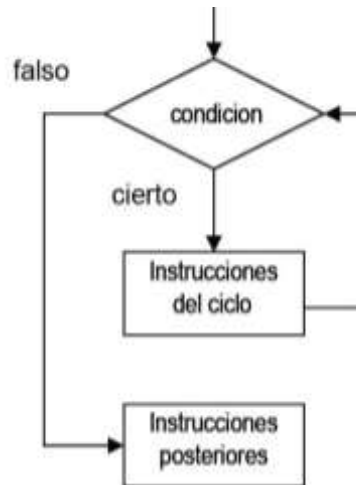 falso
condicion
cierto
Instrucciones
del ciclo
Instrucciones
posteriores